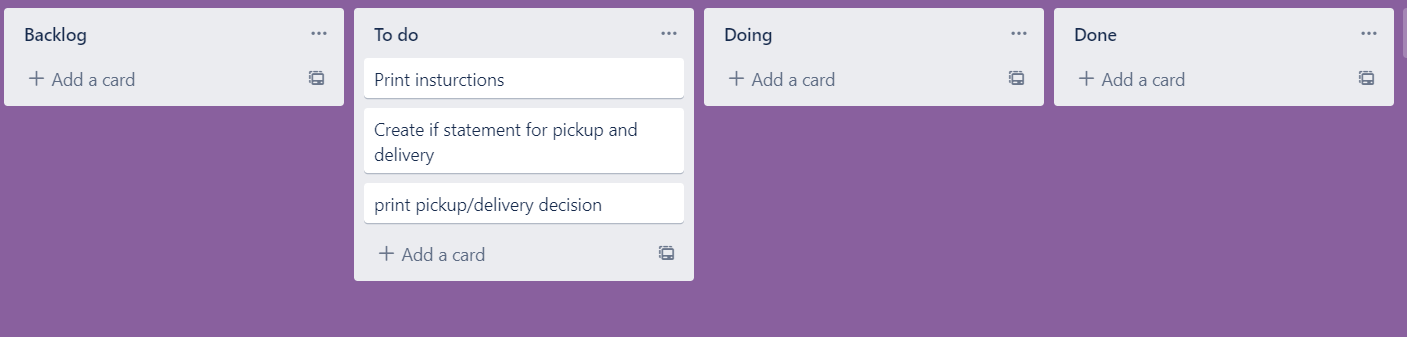 Backlog
Add a card
To do
Print insturctions
Create if statement for pickup and
delivery
print pickup/delivery decision
Add a card
Doing
Add a card
Done
Add a card